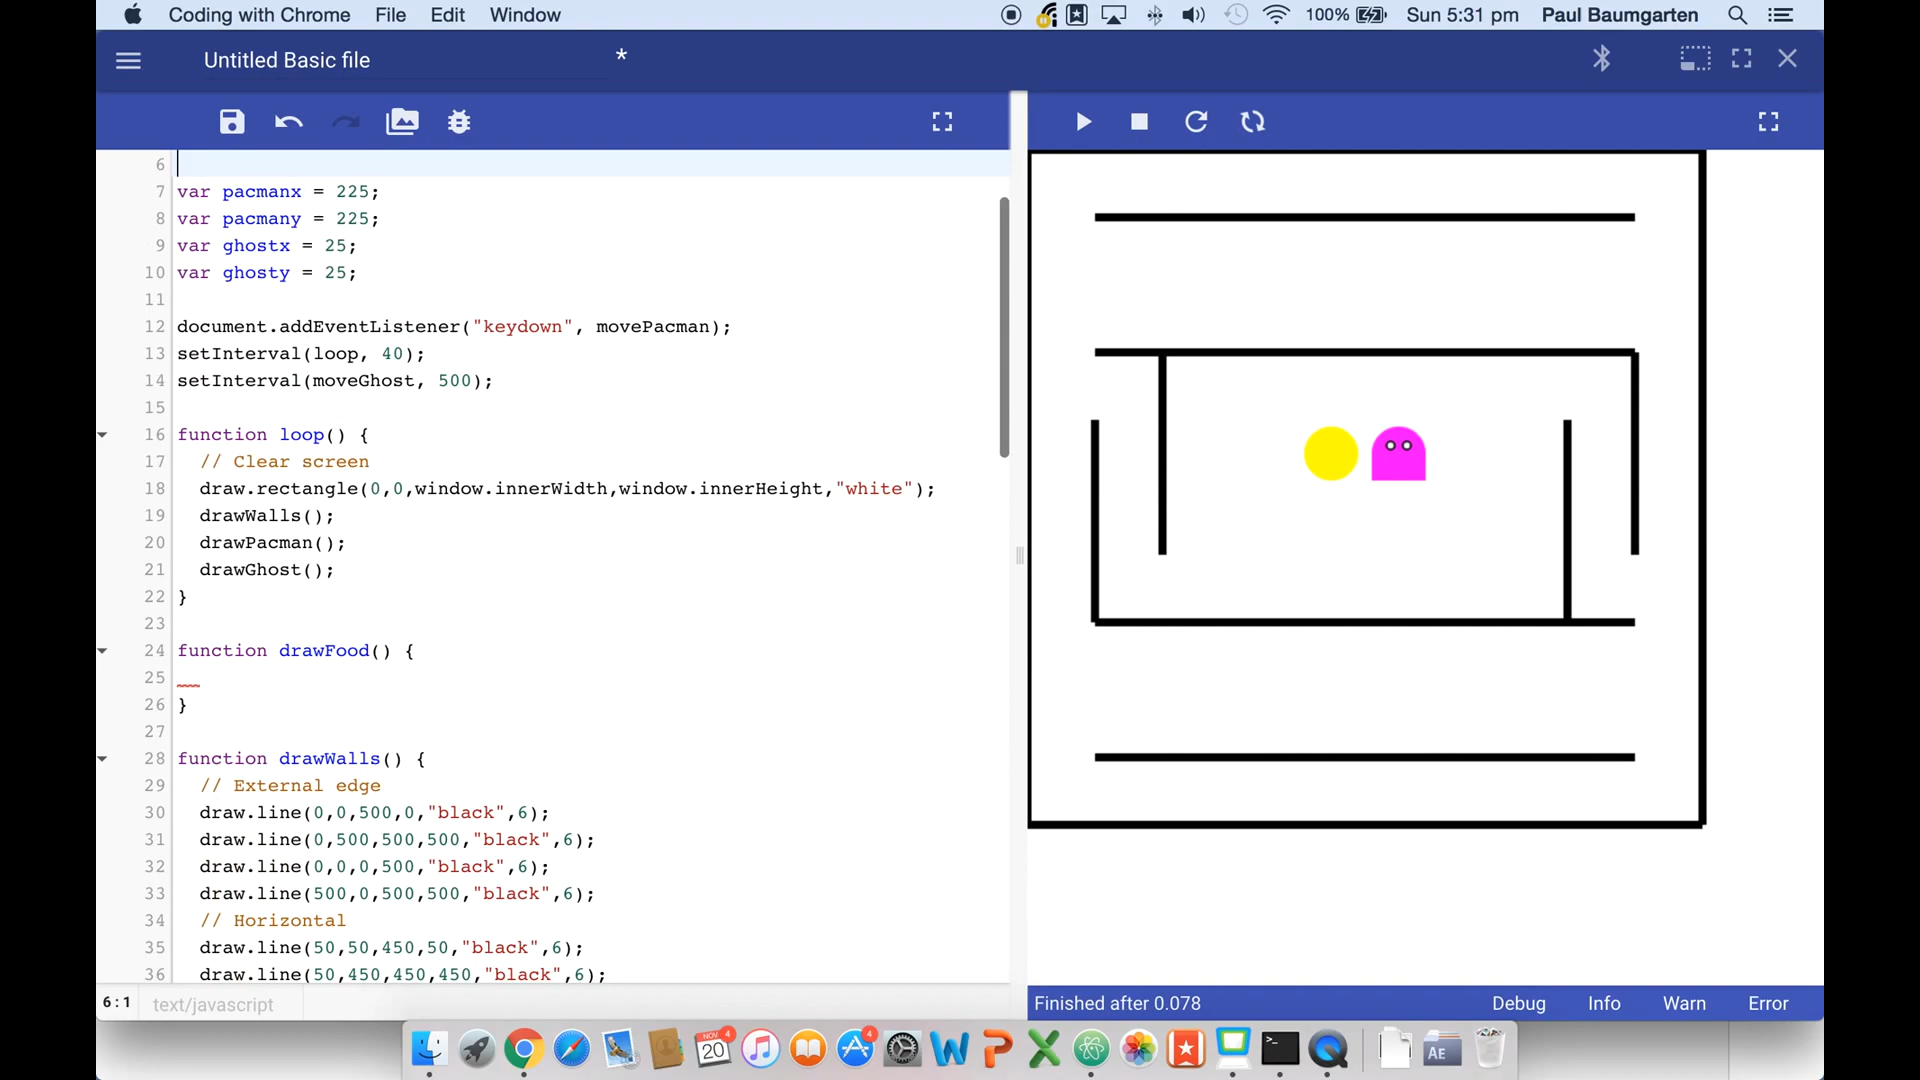 Coding with Chrome File Edit Window 100% Sun 5:31 pm Paul Baumgarten
Untitled Basic file *
6
7 var pacmanx = 225;
8 var pacmany = 225;
9 var ghostx = 25;
10 var ghosty = 25;
11
12 document.addEventListener("keydown", movePacman);
13 setInterval(loop, 40);
14 setInterval(moveGhost, 500);
15
16 function loop() {
17 // Clear screen
18 draw.rectangle(0,0,window.innerWidth,window.innerHeight,"white");
19 drawWalls();
20 drawPacman();
21 drawGhost();
22 }
23
24 function drawFood() {
25
26 }
27
28 function drawWalls() {
29 // External edge
30 draw.line(0,0,500,0,"black",6);
31 draw.line(0,500,500,500,"black",6);
32 draw.line(0,0,0,500,"black",6);
33 draw.line(500,0,500,500,"black",6);
34 // Horizontal
35 draw.line(50,50,450,50,"black",6);
36 draw.line(50,450,450,450,"black",6);
6:1 text/javascript
Finished after 0.078 Debug Info Warn Error
NOV 4 4
20 W P X >_ AE